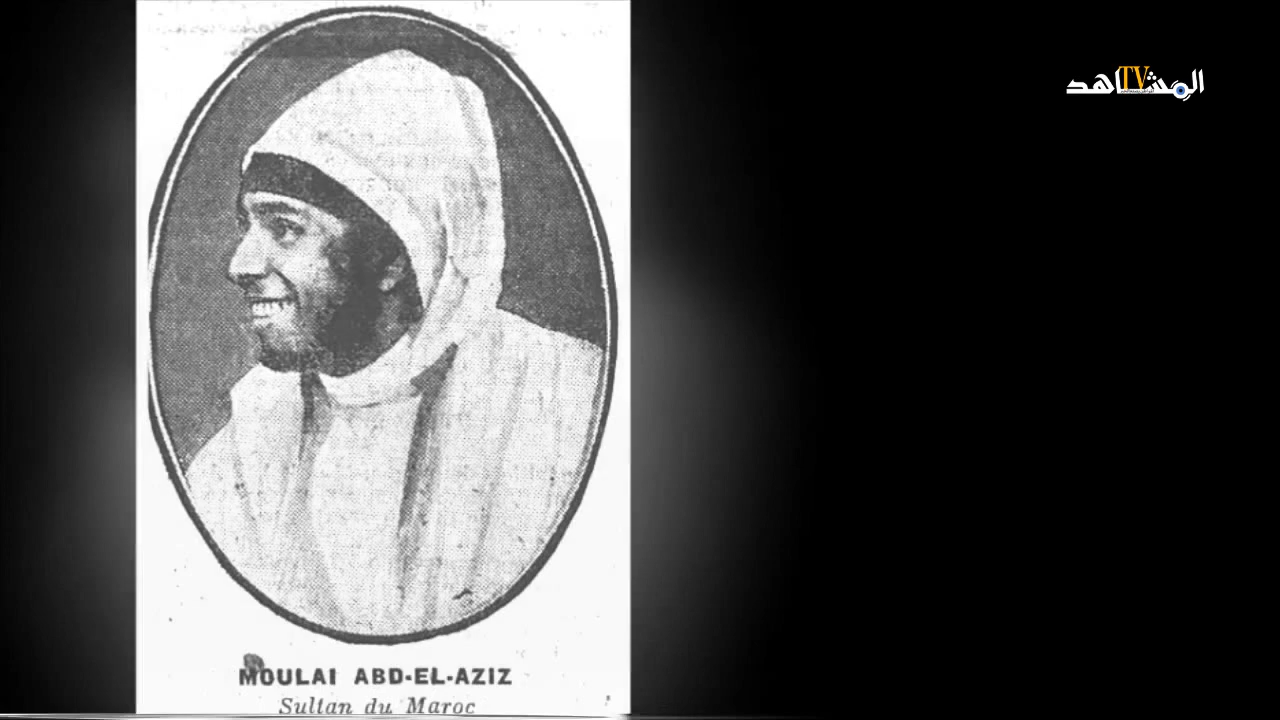 المشاهد TV
MOULAI ABD-EL-AZIZ
Sultan du Maroc